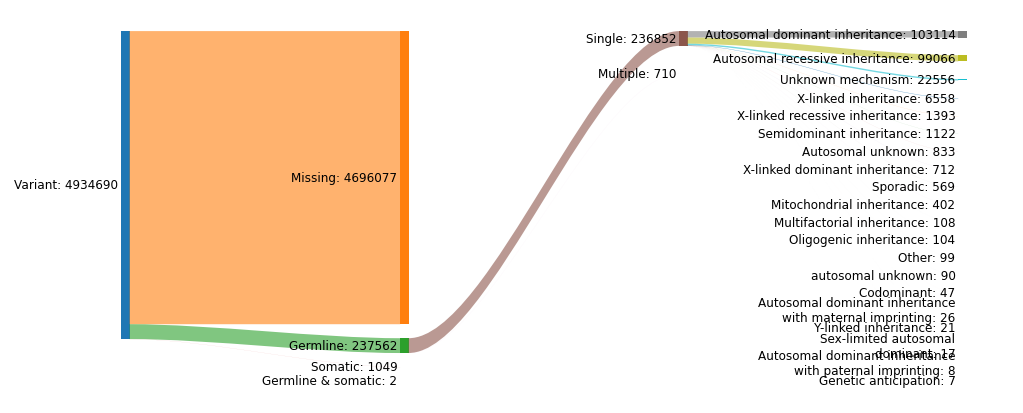 Variant: 4934690
Missing: 4696077
Germline: 237562
Somatic: 1049
Germline & somatic: 2
Single: 236852
Multiple: 710
Autosomal dominant inheritance: 103114
Autosomal recessive inheritance: 99066
Unknown mechanism: 22556
X-linked inheritance: 6558
X-linked recessive inheritance: 1393
Semidominant inheritance: 1122
Autosomal unknown: 833
X-linked dominant inheritance: 712
Sporadic: 569
Mitochondrial inheritance: 402
Multifactorial inheritance: 108
Oligogenic inheritance: 104
Other: 99
autosomal unknown: 90
Codominant: 47
Autosomal dominant inheritance
with maternal imprinting: 26
Y-linked inheritance: 21
Sex-limited autosomal
dominant: 17
Autosomal dominant inheritance
with paternal imprinting: 8
Genetic anticipation: 7